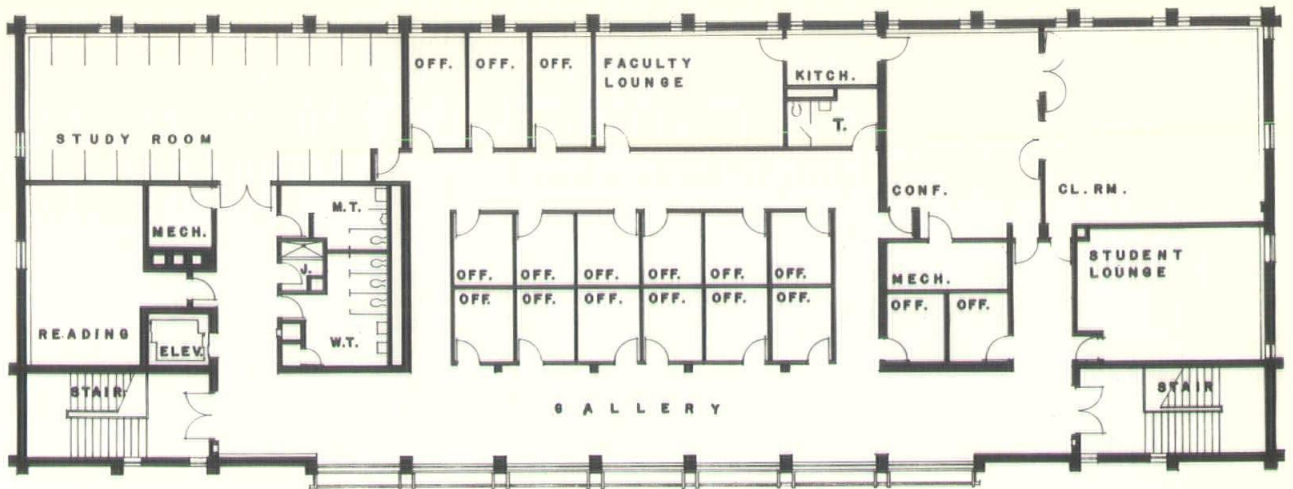 OFF. OFF. OFF. FACULTY
LOUNGE
KITCH.
T.
STUDY ROOM
CONF. CL. RM.
M.T.
MECH.
J.
OFF. OFF. OFF. OFF. OFF. OFF.
STUDENT
LOUNGE
MECH.
OFF. OFF. OFF. OFF. OFF. OFF.
OFF. OFF.
READING
ELEV.
W.T.
STAIR
STAIR
GALLERY